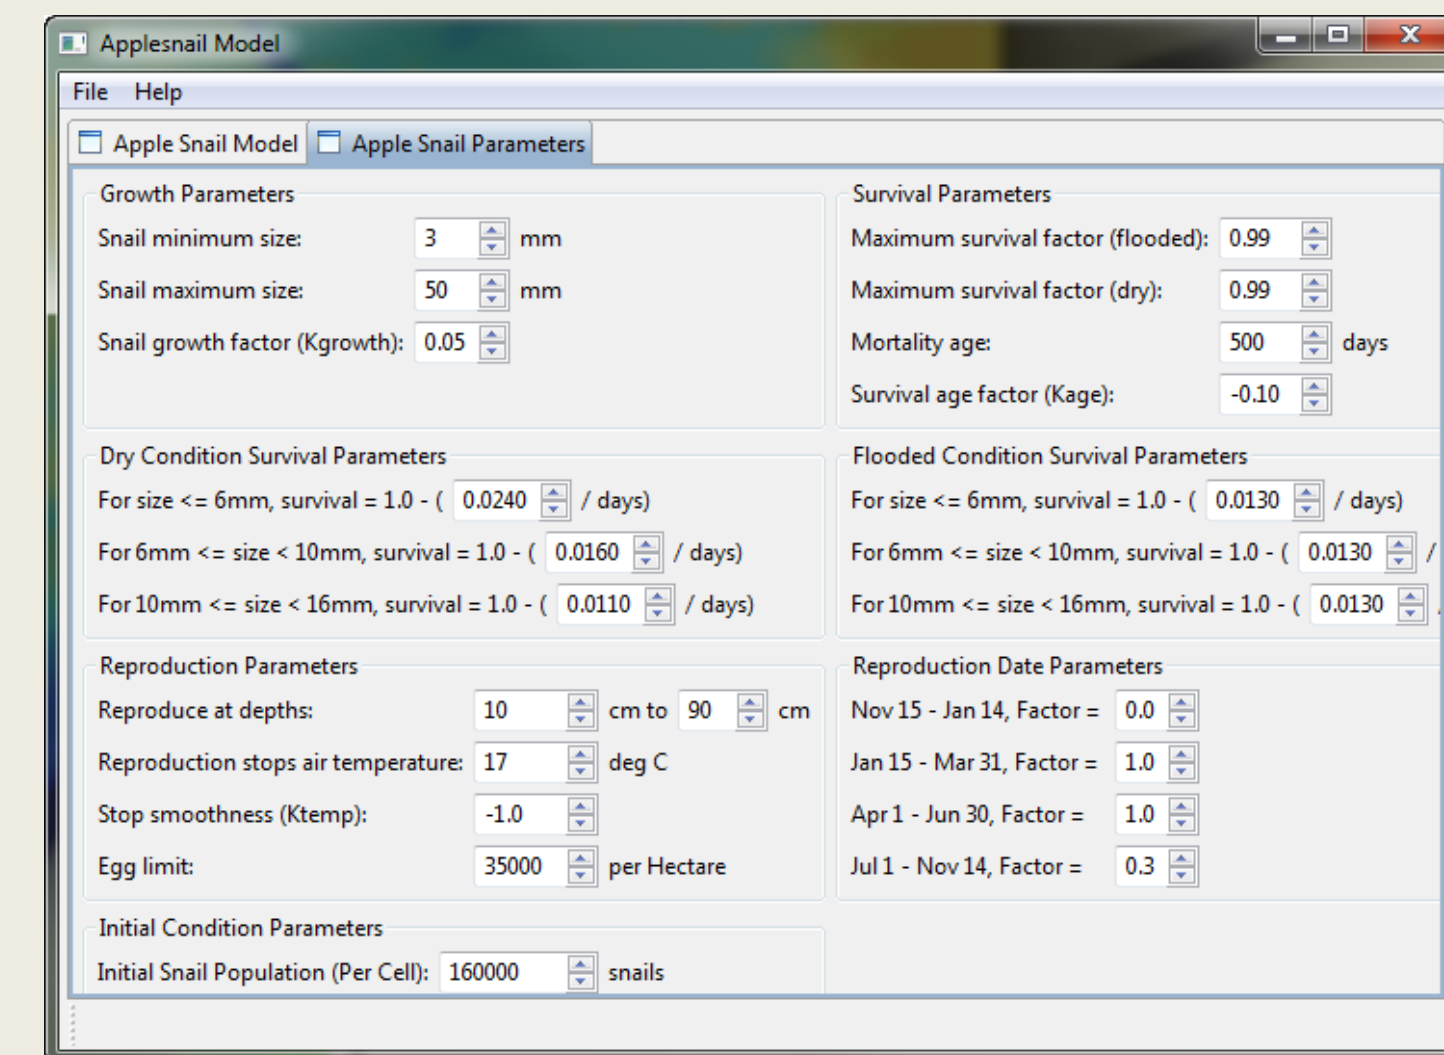 Applesnail Model
File Help
Apple Snail Model Apple Snail Parameters
Growth Parameters
Snail minimum size: 3 mm
Snail maximum size: 50 mm
Snail growth factor (Kgrowth): 0.05
Survival Parameters
Maximum survival factor (flooded): 0.99
Maximum survival factor (dry): 0.99
Mortality age: 500 days
Survival age factor (Kage): -0.10
Dry Condition Survival Parameters
For size <= 6mm, survival = 1.0 - ( 0.0240 / days)
For 6mm <= size < 10mm, survival = 1.0 - ( 0.0160 / days)
For 10mm <= size < 16mm, survival = 1.0 - ( 0.0110 / days)
Flooded Condition Survival Parameters
For size <= 6mm, survival = 1.0 - ( 0.0130 / days)
For 6mm <= size < 10mm, survival = 1.0 - ( 0.0130 /
For 10mm <= size < 16mm, survival = 1.0 - ( 0.0130 /
Reproduction Parameters
Reproduce at depths: 10 cm to 90 cm
Reproduction stops air temperature: 17 deg C
Stop smoothness (Ktemp): -1.0
Egg limit: 35000 per Hectare
Reproduction Date Parameters
Nov 15 - Jan 14, Factor = 0.0
Jan 15 - Mar 31, Factor = 1.0
Apr 1 - Jun 30, Factor = 1.0
Jul 1 - Nov 14, Factor = 0.3
Initial Condition Parameters
Initial Snail Population (Per Cell): 160000 snails